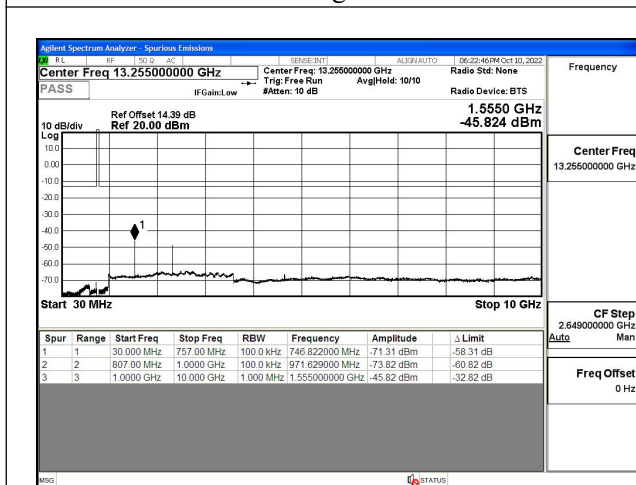 Agilent Spectrum Analyzer - Spurious Emissions
RL RF 50 Ω AC SENSE:INT ALIGNAUTO 06:22:46 PM Oct 10, 2022
Center Freq 13.255000000 GHz
Center Freq: 13.255000000 GHz
Radio Std: None
PASS
Trig: Free Run
Avg|Hold: 10/10
IFGain:Low
#Atten: 10 dB
Radio Device: BTS
Ref Offset 14.39 dB
1.5550 GHz
10 dB/div
Ref 20.00 dBm
-45.824 dBm
Log
10.0
0.00
-10.0
-20.0
-30.0
-40.0
1
-50.0
-60.0
-70.0
Start 30 MHz
Stop 10 GHz
Spur Range Start Freq Stop Freq RBW Frequency Amplitude Δ Limit
1 1 30.000 MHz 757.00 MHz 100.0 kHz 746.822000 MHz -71.31 dBm -58.31 dB
2 2 807.00 MHz 1.0000 GHz 100.0 kHz 971.629000 MHz -73.82 dBm -60.82 dB
3 3 1.0000 GHz 10.000 GHz 1.000 MHz 1.555000000 GHz -45.82 dBm -32.82 dB
MSG
STATUS
Frequency
Center Freq
13.255000000 GHz
CF Step
2.649000000 GHz
Auto Man
Freq Offset
0 Hz